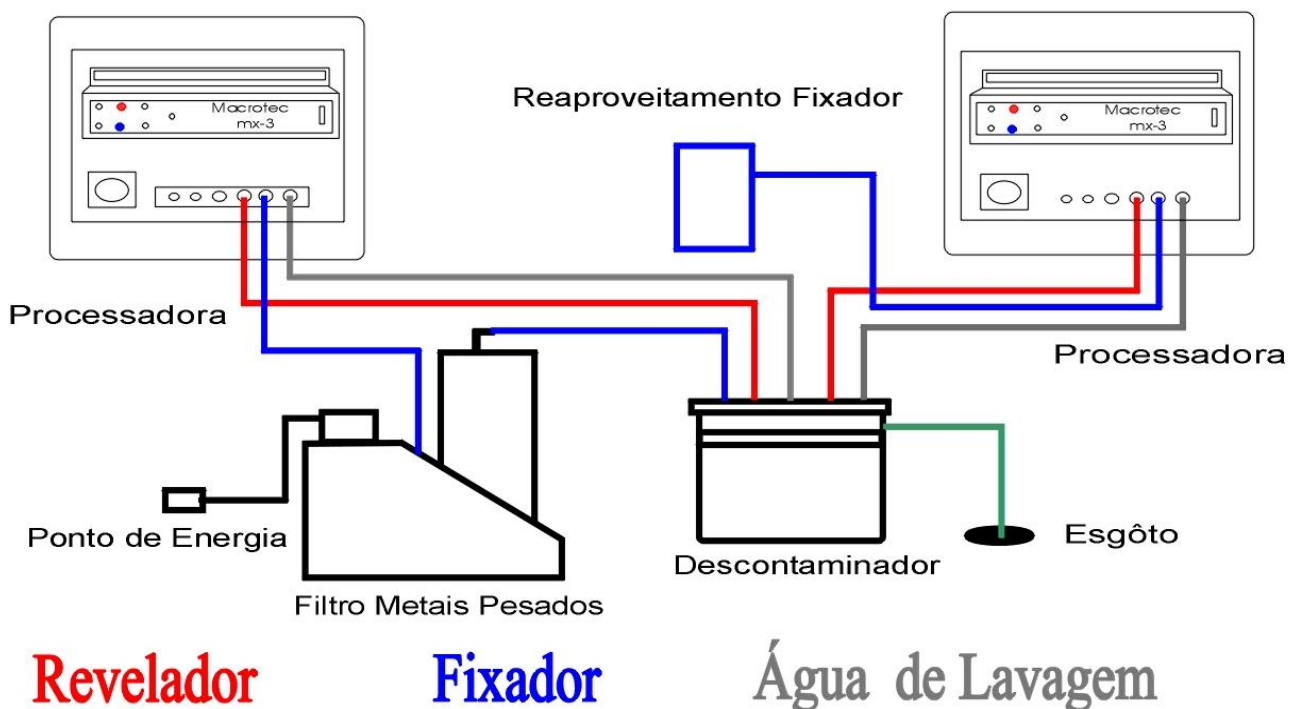 Macrotec
mx-3
Reaproveitamento Fixador
Macrotec
mx-3
Processadora
Processadora
Ponto de Energia
Filtro Metais Pesados
Descontaminador
Esgôto
Revelador
Fixador
Água de Lavagem